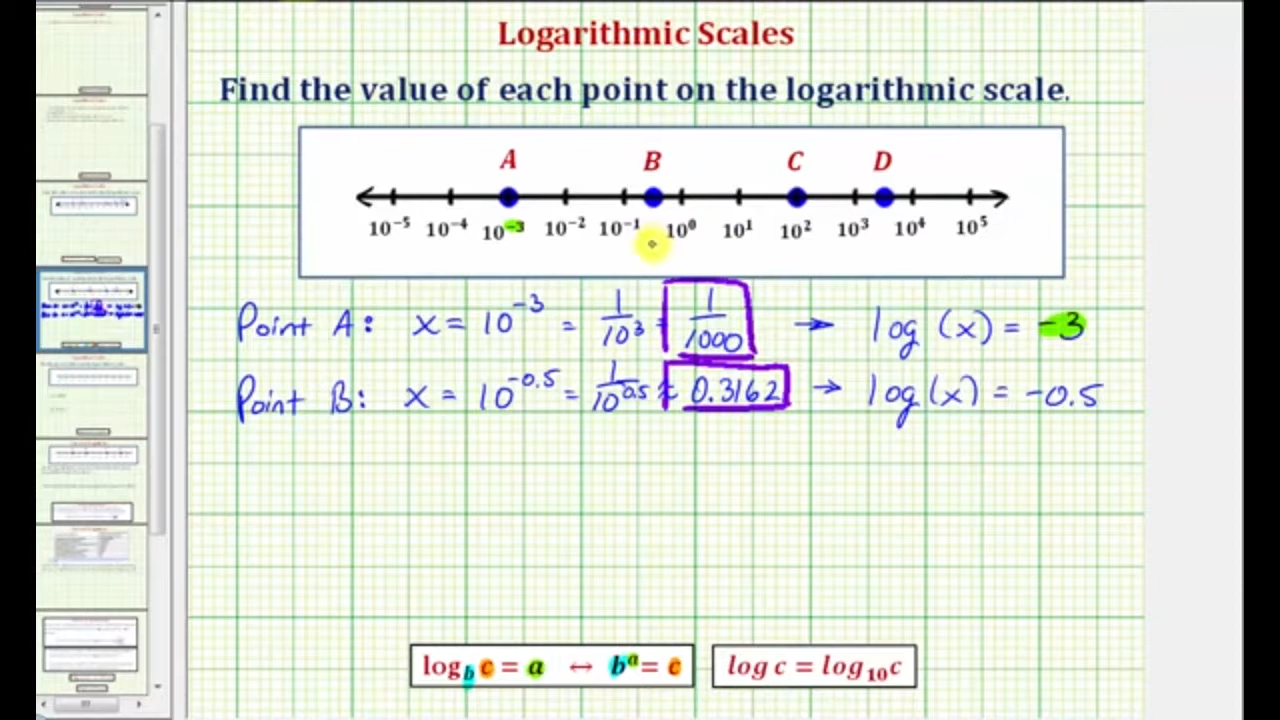 Logarithmic Scales
Find the value of each point on the logarithmic scale.
A B C D
10⁻⁵ 10⁻⁴ 10⁻³ 10⁻² 10⁻¹ 10⁰ 10¹ 10² 10³ 10⁴ 10⁵
Point A: x = 10⁻³ = 1/10³ = 1/1000 → log (x) = -3
Point B: x = 10⁻⁰·⁵ = 1/10⁰·⁵ ≈ 0.3162 → log(x) = -0.5
log_b c = a ↔ bᵃ = c
log c = log₁₀c